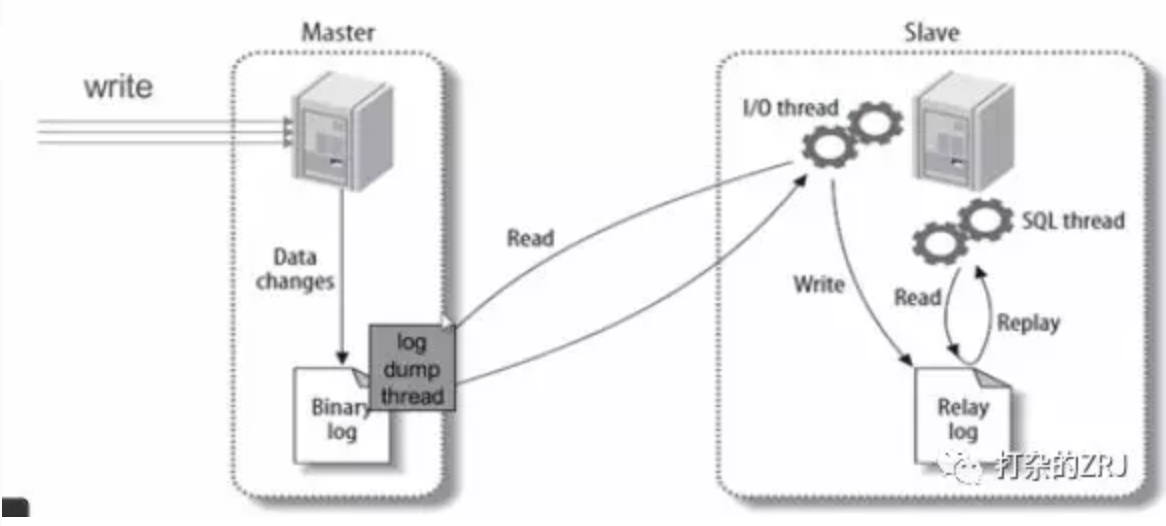 Master
Slave
write
I/O thread
SQL thread
Read
Data
changes
Write
Read
Replay
log
dump
thread
Binary
log
Relay
log
打杂的ZRJ